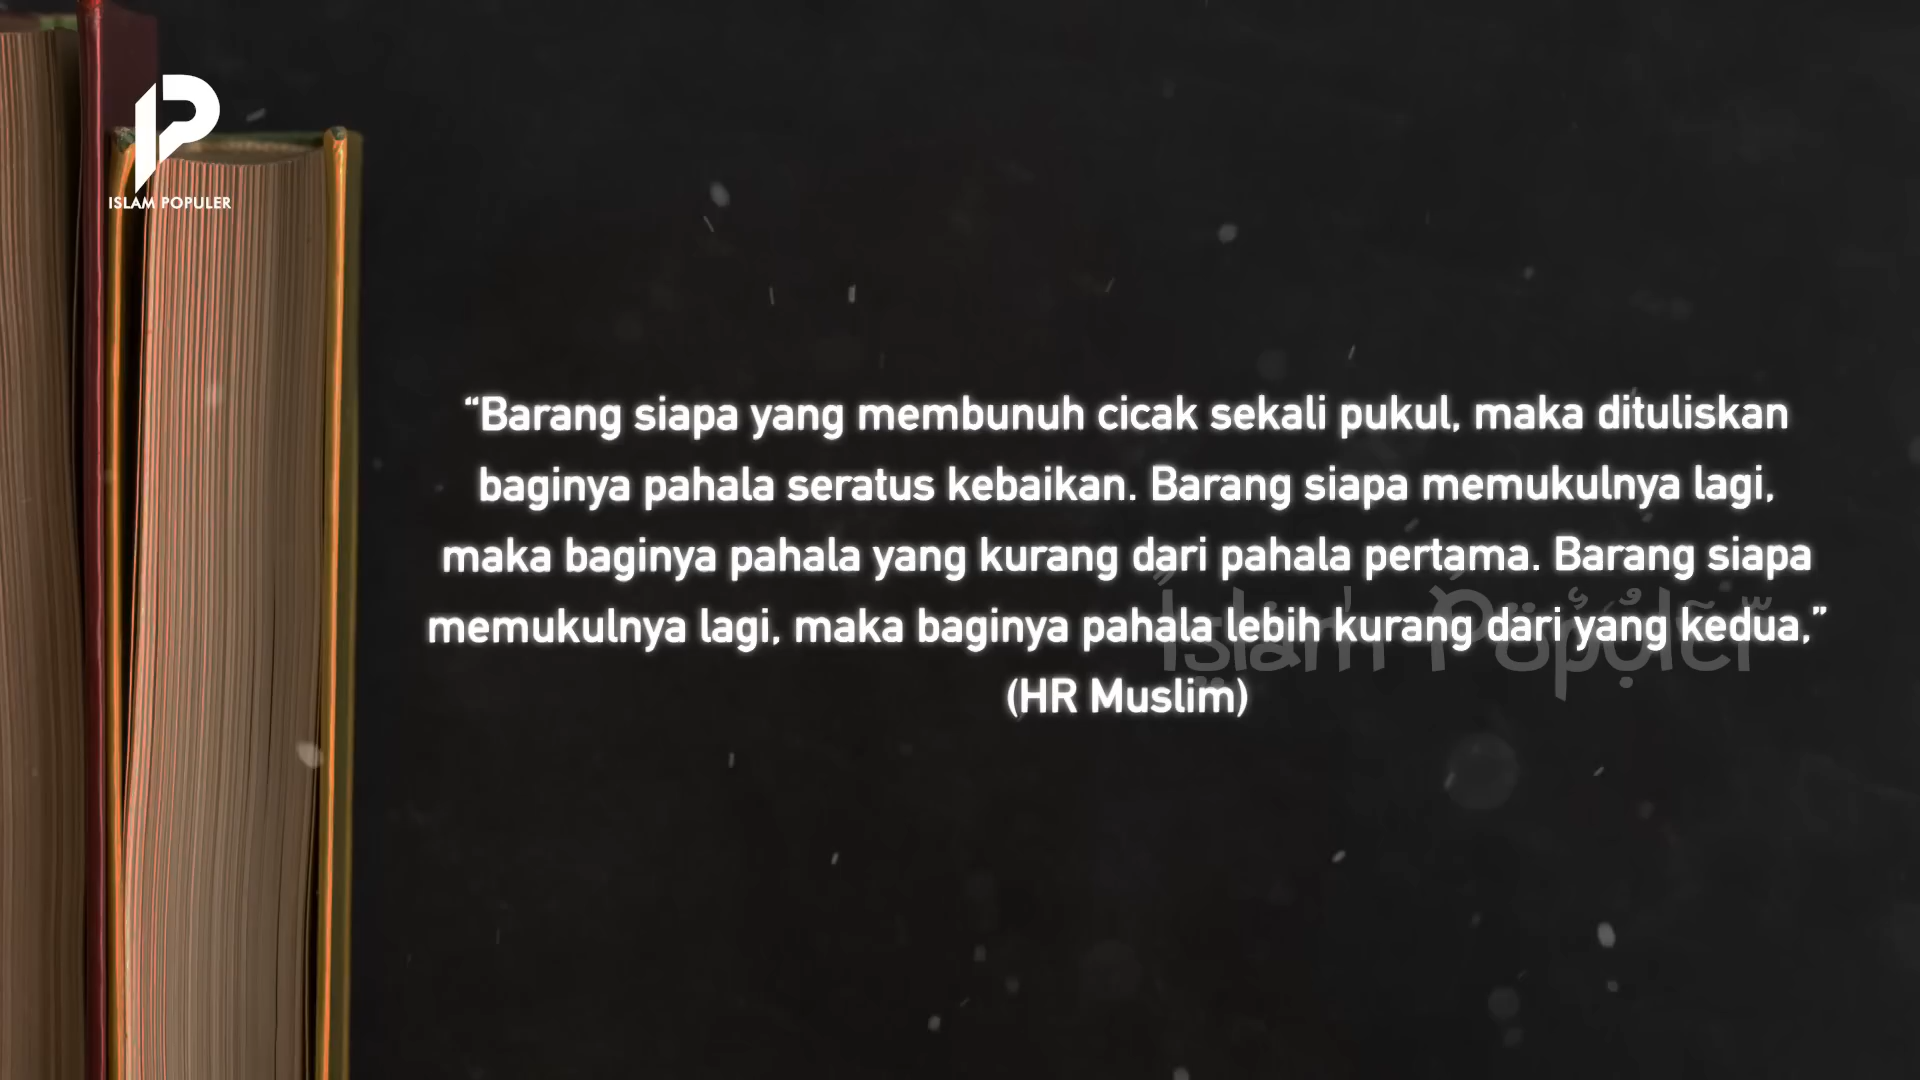 ISLAM POPULER
“Barang siapa yang membunuh cicak sekali pukul, maka dituliskan
baginya pahala seratus kebaikan. Barang siapa memukulnya lagi,
maka baginya pahala yang kurang dari pahala pertama. Barang siapa
memukulnya lagi, maka baginya pahala lebih kurang dari yang kedua,”
(HR Muslim)
Islam Populer